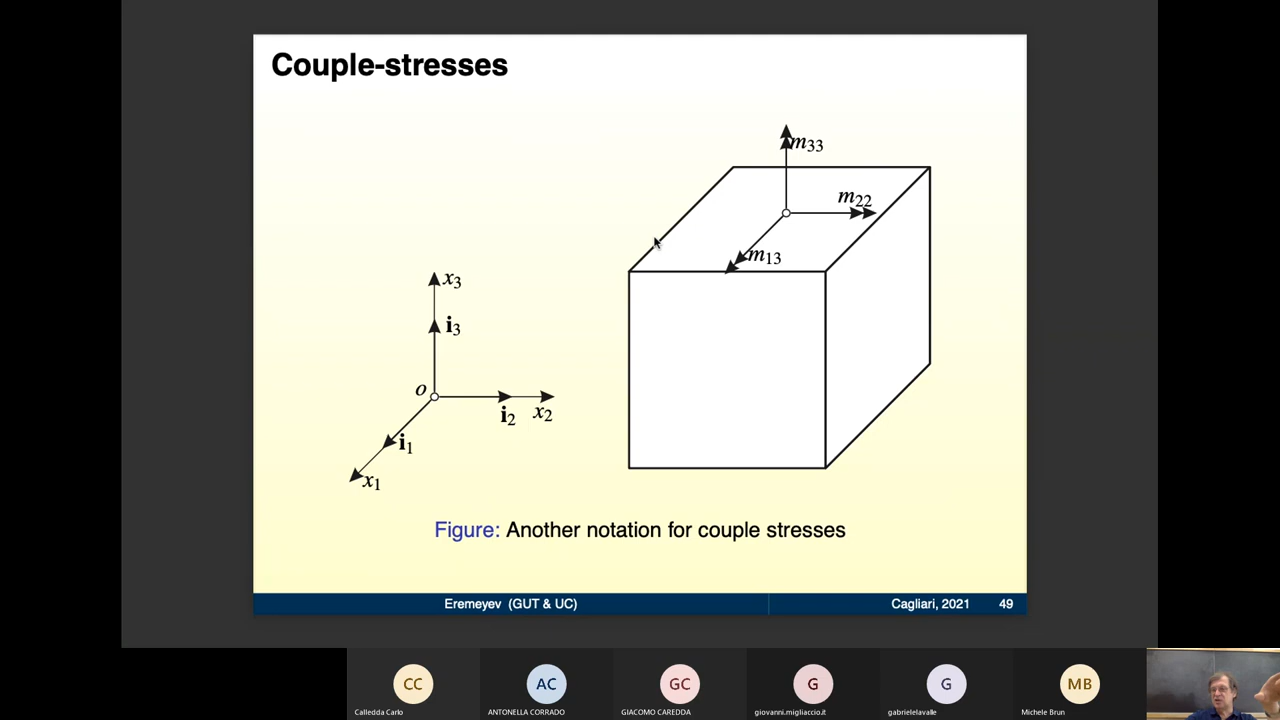 Couple-stresses
m33
m22
m13
x3
i3
o
i2
x2
i1
x1
Figure: Another notation for couple stresses
Eremeyev (GUT & UC)
Cagliari, 2021
49
CC
AC
GC
G
G
MB
Calledda Carlo
ANTONELLA CORRADO
GIACOMO CAREDDA
giovanni.migliaccio.it
gabrielelavalle
Michele Brun